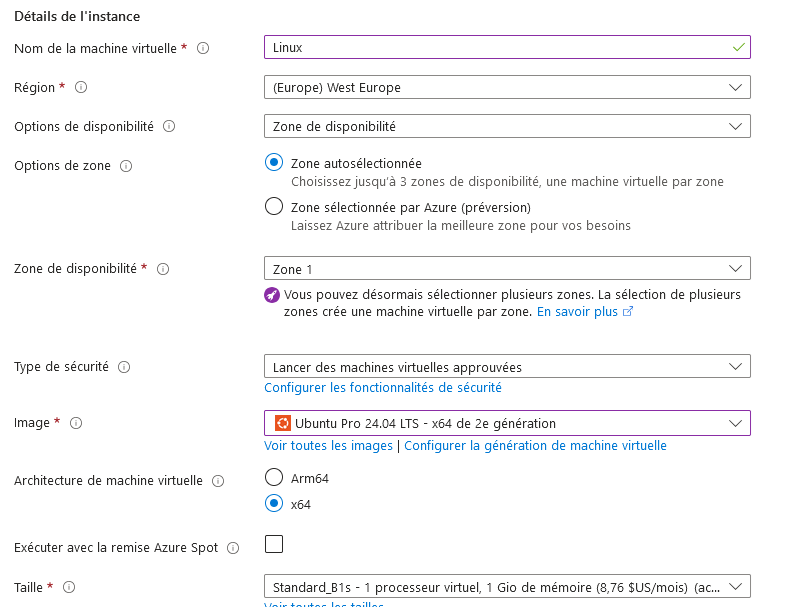 Détails de l'instance
Nom de la machine virtuelle *
Linux
Région *
(Europe) West Europe
Options de disponibilité
Zone de disponibilité
Options de zone
Zone autosélectionnée
Choisissez jusqu'à 3 zones de disponibilité, une machine virtuelle par zone
Zone sélectionnée par Azure (préversion)
Laissez Azure attribuer la meilleure zone pour vos besoins
Zone de disponibilité *
Zone 1
Vous pouvez désormais sélectionner plusieurs zones. La sélection de plusieurs
zones crée une machine virtuelle par zone. En savoir plus
Type de sécurité
Lancer des machines virtuelles approuvées
Configurer les fonctionnalités de sécurité
Image *
Ubuntu Pro 24.04 LTS - x64 de 2e génération
Voir toutes les images | Configurer la génération de machine virtuelle
Architecture de machine virtuelle
Arm64
x64
Exécuter avec la remise Azure Spot
Taille *
Standard_B1s - 1 processeur virtuel, 1 Gio de mémoire (8,76 $US/mois) (ac...
Voir toutes les tailles